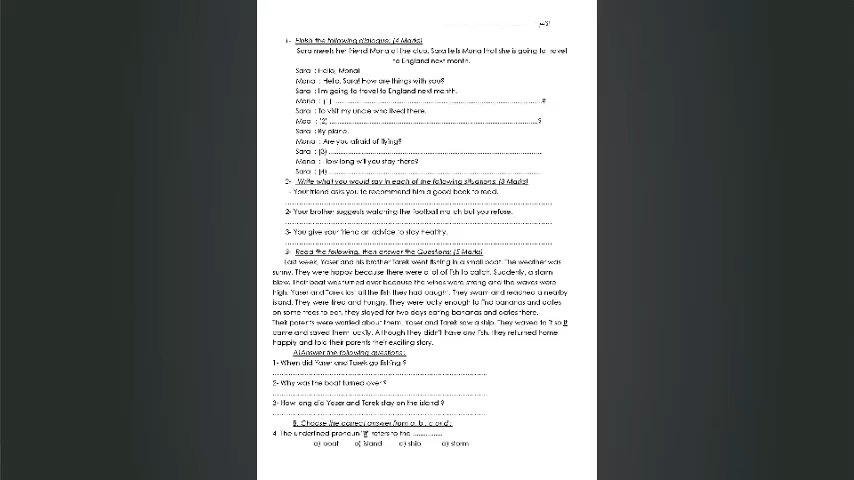 الاسم ........................
1- Finish the following dialogue: (4 Marks)
Sara meets her friend Mona at the club. Sara tells Mona that she is going to travel
to England next month.
Sara : Hello, Mona!
Mona : Hello, Sara! How are things with you?
Sara : I'm going to travel to England next month.
Mona : (1) ..................................................?
Sara : To visit my uncle who lived there.
Moa : (2) ..................................................?
Sara : By plane.
Mona : Are you afraid of flying?
Sara : (3) ..................................................
Mona : How long will you stay there?
Sara : (4) ..................................................
2- Write what you would say in each of the following situations: (3 Marks)
- Your friend asks you to recommend him a good book to read.
..................................................
2- Your brother suggests watching the football match but you refuse.
..................................................
3- You give your friend an advice to stay healthy.
..................................................
3- Read the following, then answer the Questions: (5 Marks)
Last week, Yaser and his brother Tarek went fishing in a small boat. The weather was
sunny. They were happy because there were a lot of fish to catch. Suddenly, a storm
blew. Their boat was turned over because the winds were strong and the waves were
high. Yaser and Tarek lost all the fish they had caught. They swam and reached a nearby
island. They were tired and hungry. They were lucky enough to find bananas and dates
on some trees to eat. they stayed for two days eating bananas and dates there.
Their parents were worried about them. Yaser and Tarek saw a ship. They waved to it so it
came and saved them luckily. Although they didn't have any fish, they returned home
happily and told their parents their exciting story.
A)Answer the following questions:
1- When did Yaser and Tarek go fishing ?
..................................................
2- Why was the boat turned over?
..................................................
3- How long did Yaser and Tarek stay on the island ?
..................................................
B. Choose the correct answer from a, b , c or d :
4 The underlined pronoun "it" refers to the ...............
a) boat b) island c) ship d) storm